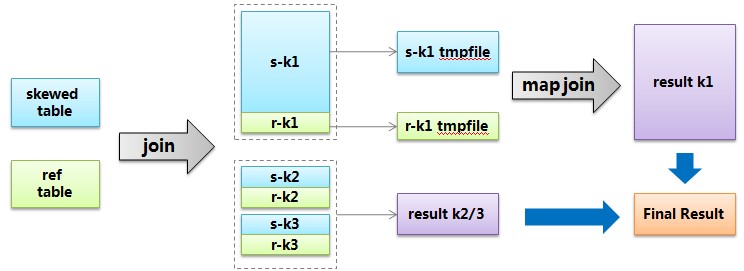 skewed
table
ref
table
join
s-k1
r-k1
s-k2
r-k2
s-k3
r-k3
s-k1 tmpfile
r-k1 tmpfile
result k2/3
map join
result k1
Final Result